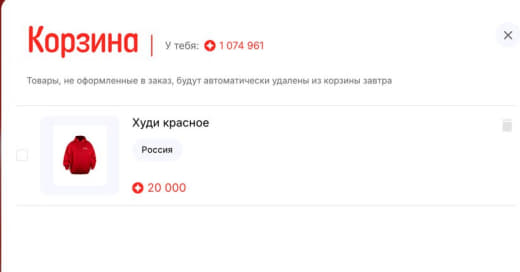 Корзина
У тебя: 1 074 961
Товары, не оформленные в заказ, будут автоматически удалены из корзины завтра
Худи красное
Россия
20 000